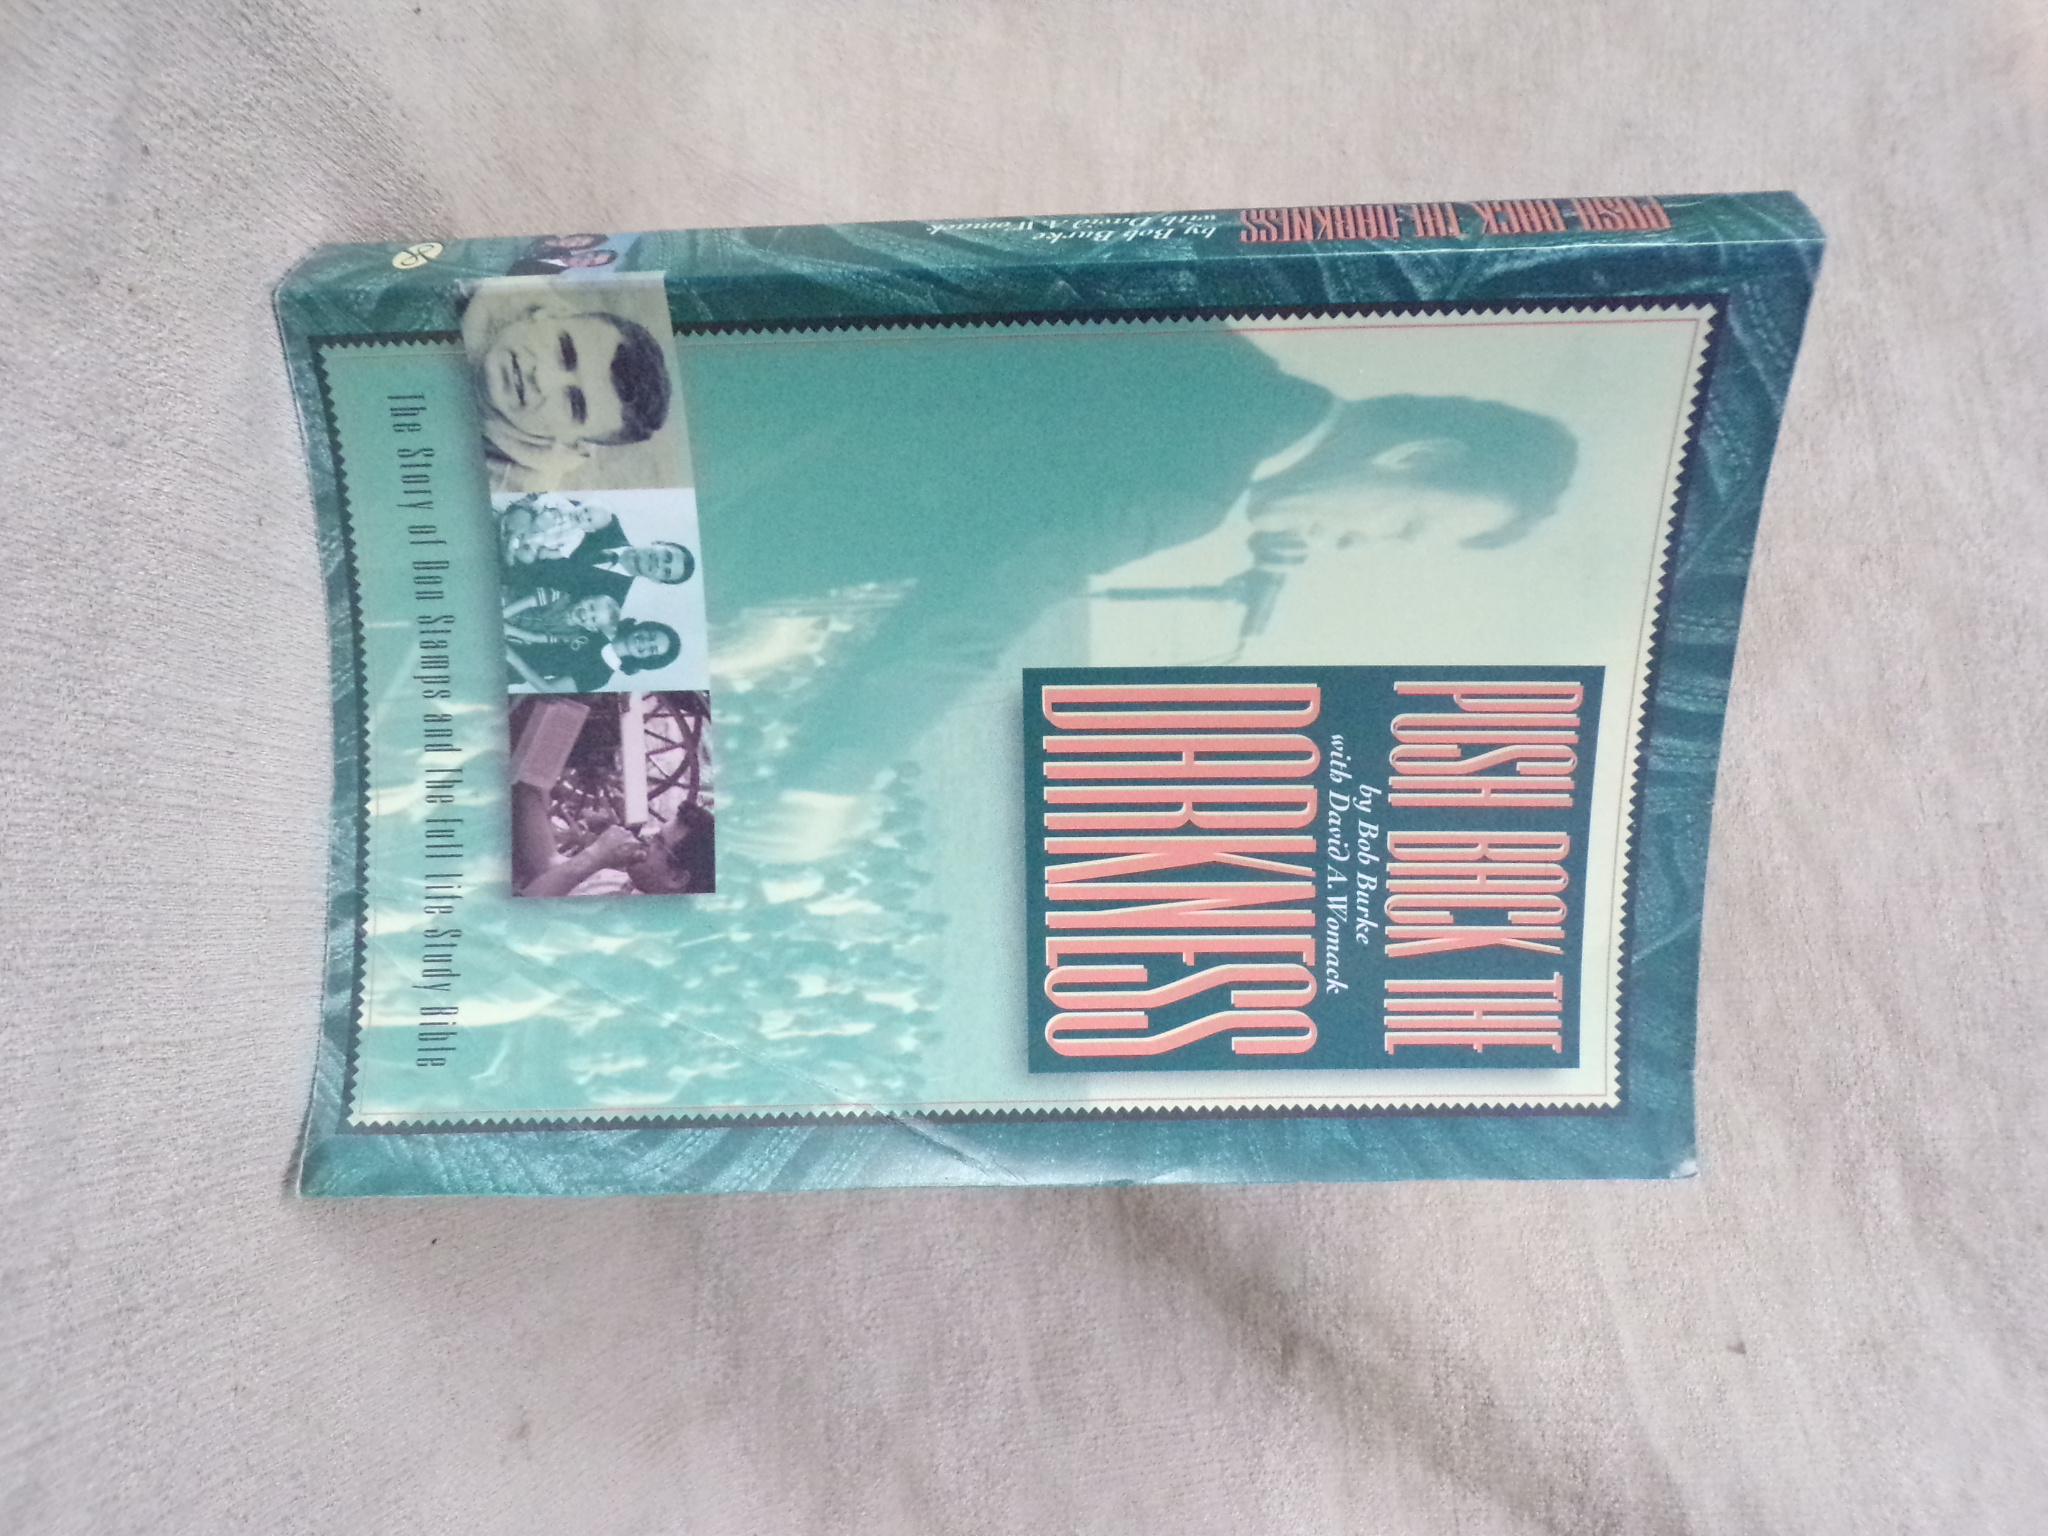 PUSH BACK THE
by Bob Burke
with David A. Womack
DARKNESS
The Story of Don Stamps and The Full Life Study Bible
PUSH BACK THE DARKNESS
by Bob Burke
with David A. Womack